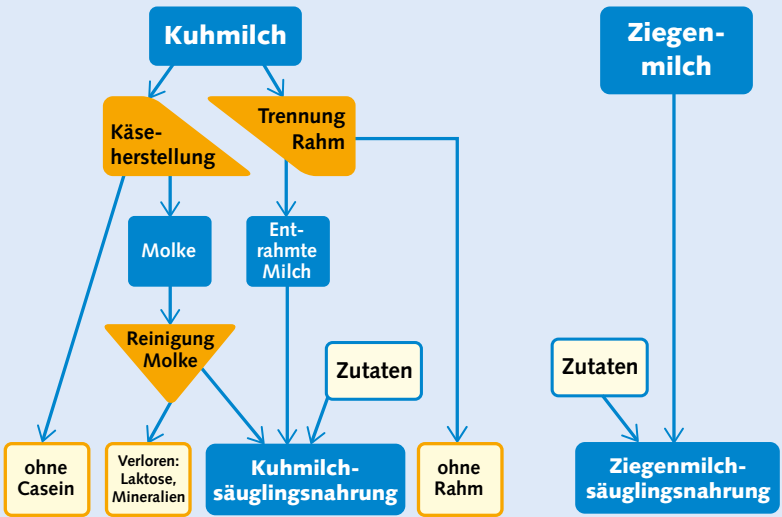 Kuhmilch
Ziegen-
milch
Käse-
herstellung
Trennung
Rahm
Molke
Ent-
rahmte
Milch
Reinigung
Molke
Zutaten
Zutaten
ohne
Casein
Verloren:
Laktose,
Mineralien
Kuhmilch-
säuglingsnahrung
ohne
Rahm
Ziegenmilch-
säuglingsnahrung